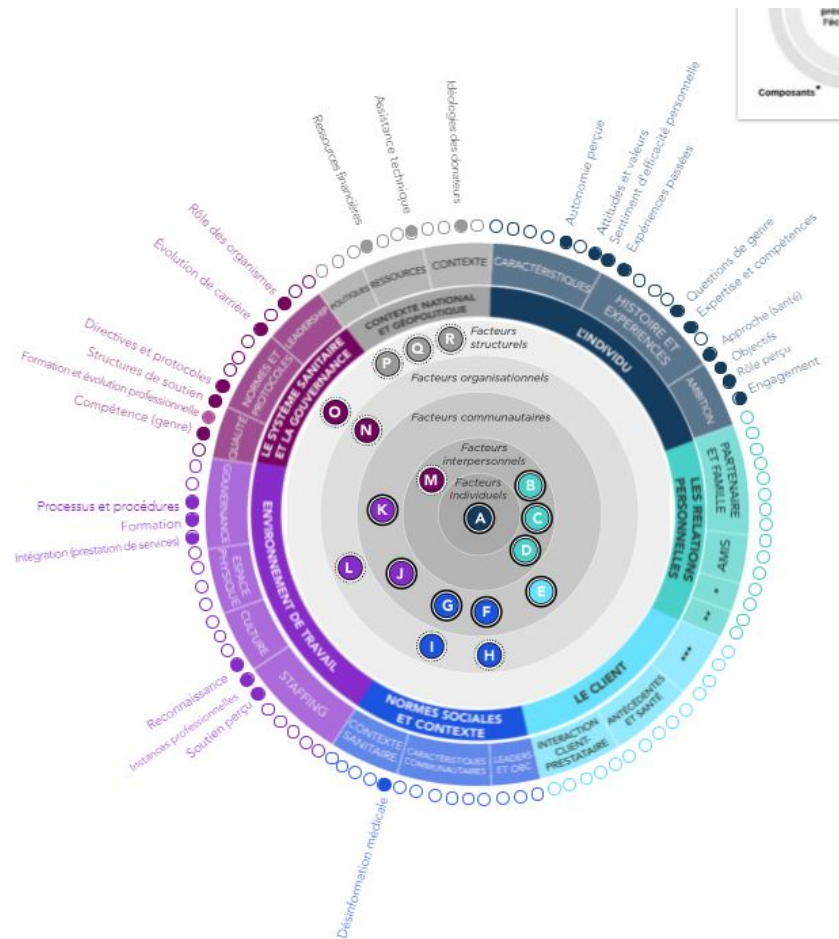 prés
l'éc
Composants*
Ressources financières
Assistance technique
Idéologies des donateurs
Autonomie perçue
Attitudes et valeurs
Sentiment d'efficacité personnelle
Expériences passées
Questions de genre
Expertise et compétences
Approche (santé)
Objectifs
Rôle perçu
Engagement
Rôle des organismes
Évolution de carrière
Directives et protocoles
Structures de soutien
Formation et évolution professionnelle
Compétence (genre)
Processus et procédures
Formation
Intégration (prestation de services)
Reconnaissance
Instances professionnelles
Soutien perçu
Désinformation médicale
POLITIQUES
RESSOURCES
CONTEXTE
CARACTÉRISTIQUES
HISTOIRE ET
EXPÉRIENCES
AMBITION
PARTENAIRE
ET FAMILLE
AMIS
*
**
***
ANTÉCÉDENTES
ET SANTÉ
INTERACTION
CLIENT-
PRESTATAIRE
LEADERS
ET OBC
CARACTÉRISTIQUES
COMMUNAUTAIRES
CONTEXTE
SANITAIRE
STAFFING
CULTURE
ESPACE
PHYSIQUE
GOUVERNANCE
QUALITÉ
NORMES ET
PROTOCOLES
LEADERSHIP
CONTEXTE NATIONAL
ET GÉOPOLITIQUE
L'INDIVIDU
LES RELATIONS
PERSONNELLES
LE CLIENT
NORMES SOCIALES
ET CONTEXTE
ENVIRONMENT DE TRAVAIL
LE SYSTÈME SANITAIRE
ET LA GOUVERNANCE
Facteurs
structurels
Facteurs organisationnels
Facteurs communautaires
Facteurs
interpersonnels
Facteurs
Individuels
R
Q
P
O
N
M
B
K
A
C
D
L
J
E
G
F
I
H